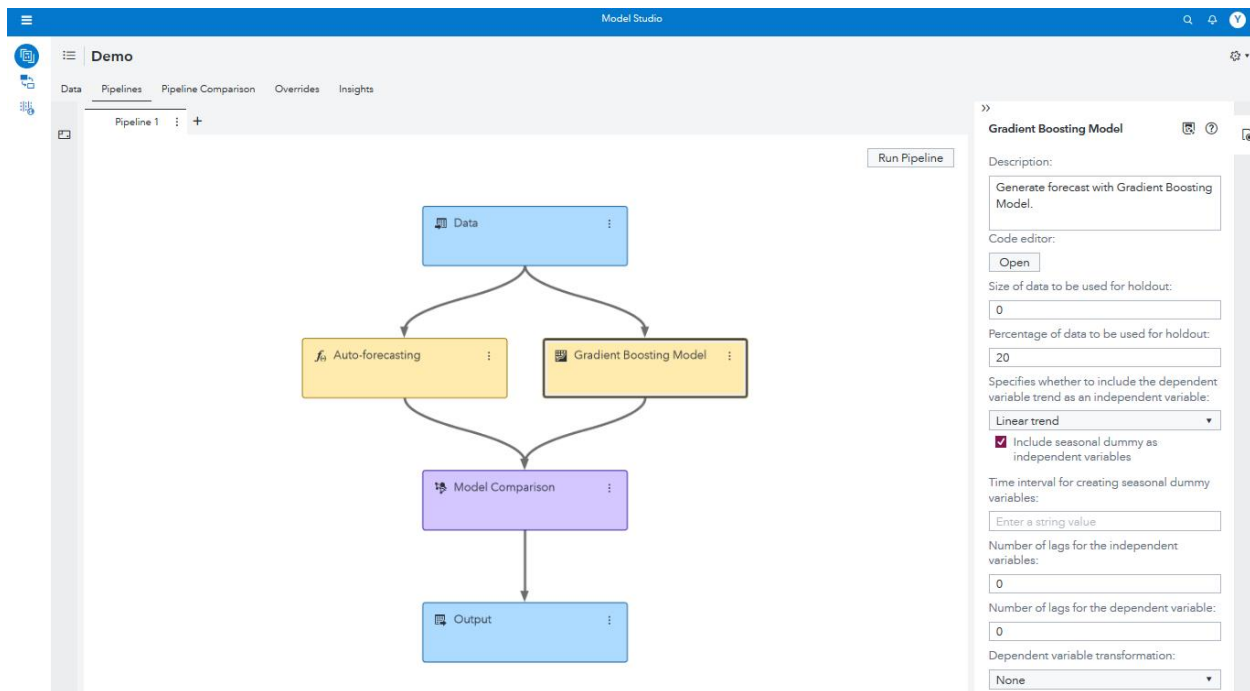 Model Studio
Y
Demo
Data Pipelines Pipeline Comparison Overrides Insights
Pipeline 1
Run Pipeline
Data
Auto-forecasting
Gradient Boosting Model
Model Comparison
Output
Gradient Boosting Model
Description:
Generate forecast with Gradient Boosting
Model.
Code editor:
Open
Size of data to be used for holdout:
0
Percentage of data to be used for holdout:
20
Specifies whether to include the dependent
variable trend as an independent variable:
Linear trend
Include seasonal dummy as
independent variables
Time interval for creating seasonal dummy
variables:
Enter a string value
Number of lags for the independent
variables:
0
Number of lags for the dependent variable:
0
Dependent variable transformation:
None